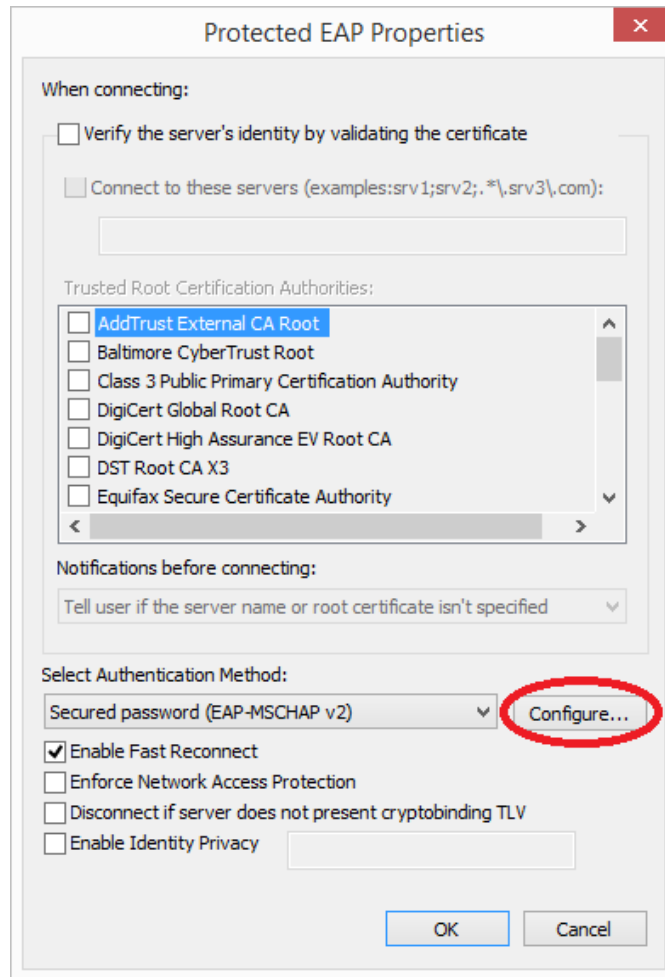 Protected EAP Properties
When connecting:
Verify the server's identity by validating the certificate
Connect to these servers (examples:srv1;srv2;.*\.srv3\.com):
Trusted Root Certification Authorities:
AddTrust External CA Root
Baltimore CyberTrust Root
Class 3 Public Primary Certification Authority
DigiCert Global Root CA
DigiCert High Assurance EV Root CA
DST Root CA X3
Equifax Secure Certificate Authority
Notifications before connecting:
Tell user if the server name or root certificate isn't specified
Select Authentication Method:
Secured password (EAP-MSCHAP v2) Configure...
Enable Fast Reconnect
Enforce Network Access Protection
Disconnect if server does not present cryptobinding TLV
Enable Identity Privacy
OK Cancel